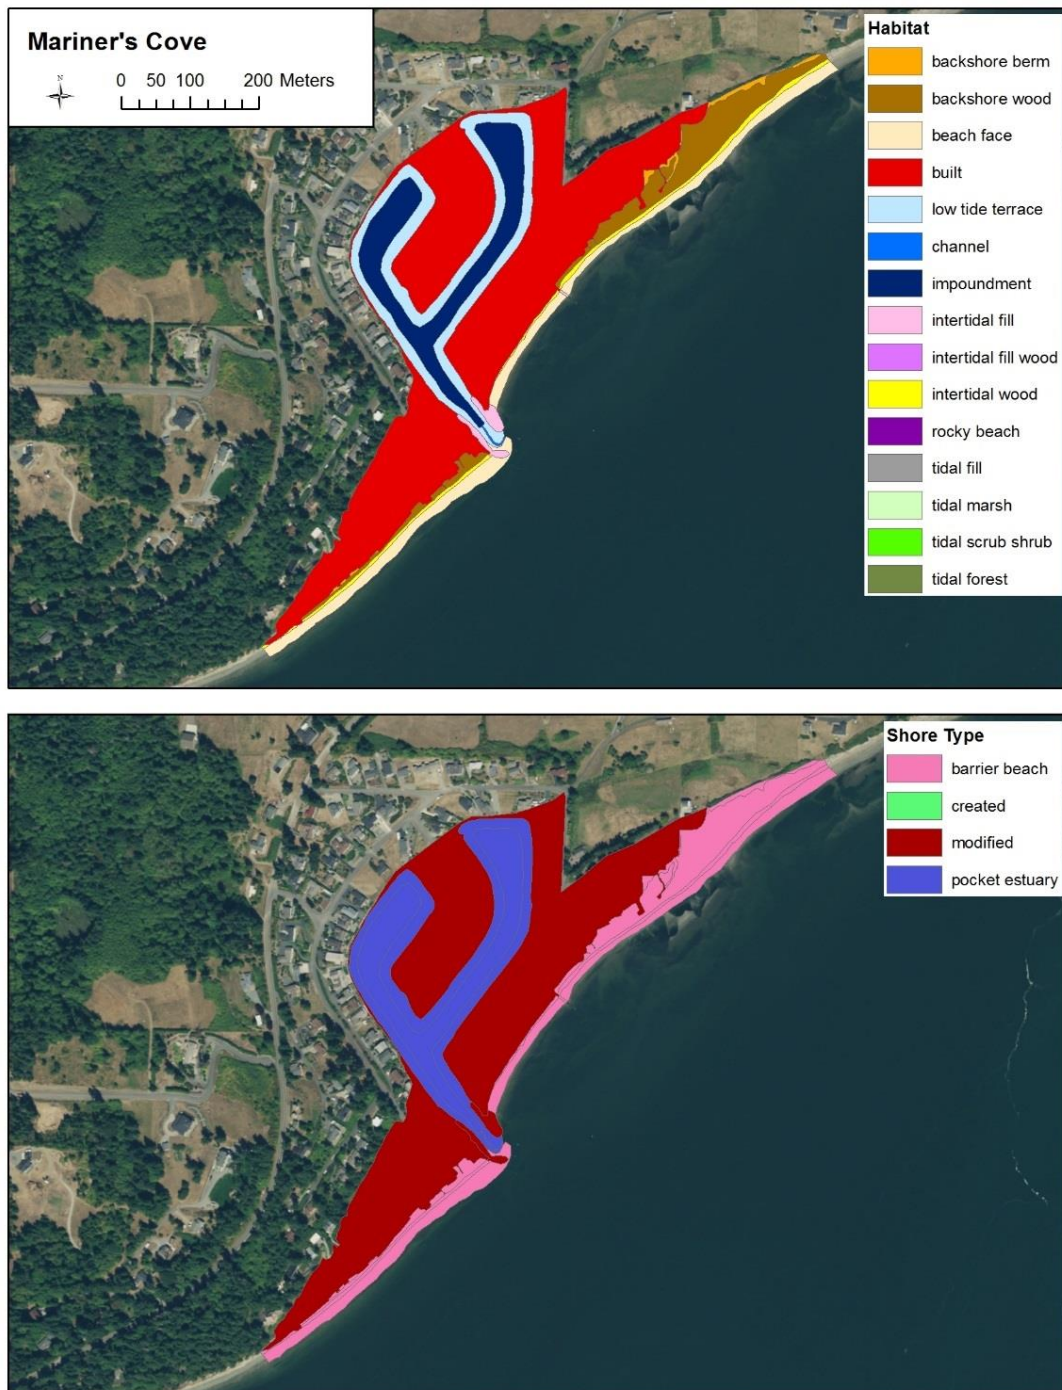 Mariner's Cove
N
0 50 100 200 Meters
Habitat
backshore berm
backshore wood
beach face
built
low tide terrace
channel
impoundment
intertidal fill
intertidal fill wood
intertidal wood
rocky beach
tidal fill
tidal marsh
tidal scrub shrub
tidal forest
Shore Type
barrier beach
created
modified
pocket estuary